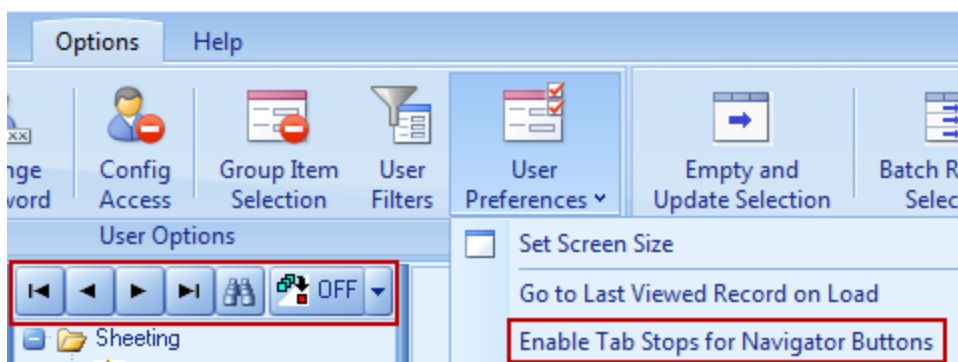 Options Help
Config Group Item User User Empty and
Access Selection Filters Preferences Update Selection
User Options
Set Screen Size
OFF Go to Last Viewed Record on Load
Sheeting Enable Tab Stops for Navigator Buttons